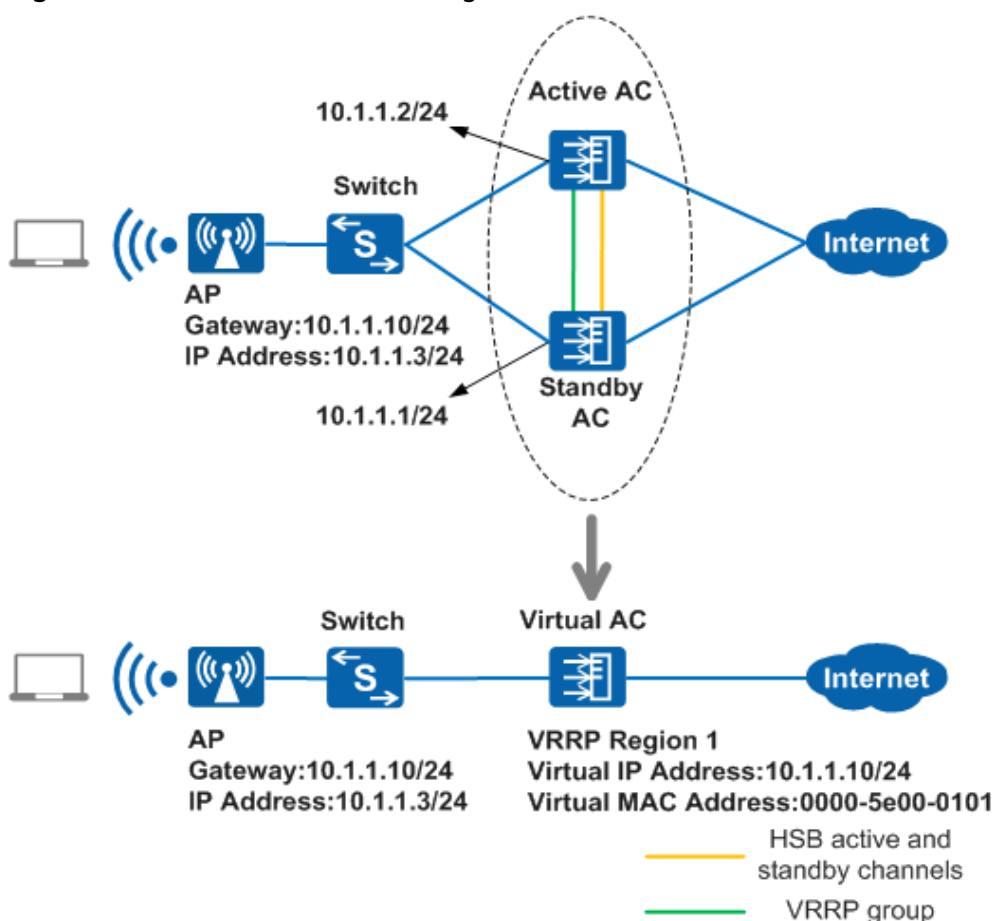 Active AC
10.1.1.2/24
Switch
S
Internet
AP
Gateway:10.1.1.10/24
IP Address:10.1.1.3/24
Standby
AC
10.1.1.1/24
Switch
Virtual AC
S
Internet
AP
Gateway:10.1.1.10/24
IP Address:10.1.1.3/24
VRRP Region 1
Virtual IP Address:10.1.1.10/24
Virtual MAC Address:0000-5e00-0101
HSB active and
standby channels
VRRP group